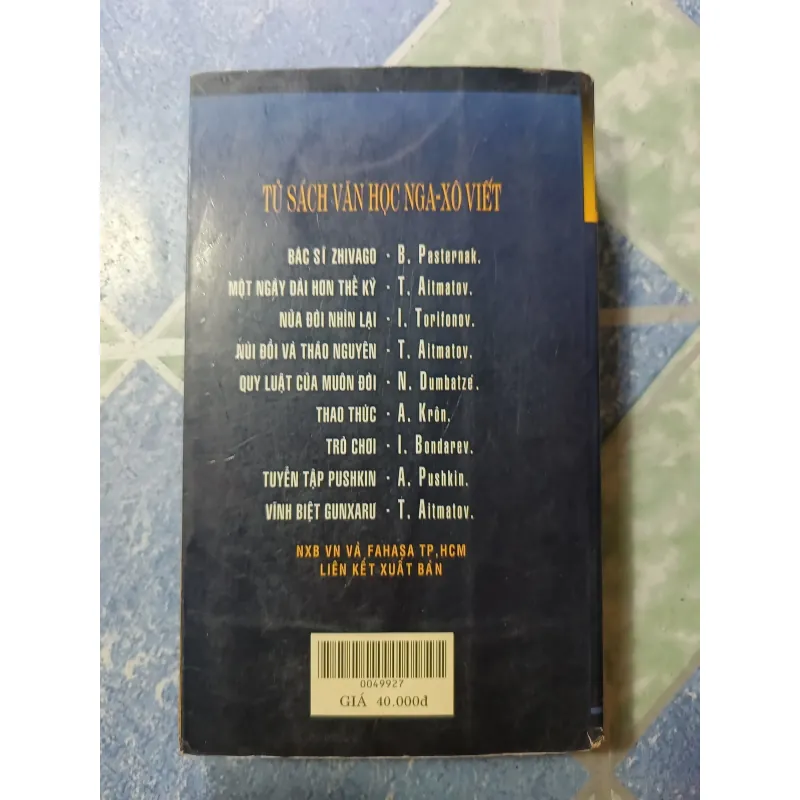 TỦ SÁCH VĂN HỌC NGA-XÔ VIẾT
BÁC SĨ ZHIVAGO · B. Pasternak.
MỘT NGÀY DÀI HƠN THẾ KỶ · T. Aitmatov.
NỬA ĐỜI NHÌN LẠI · I. Torifonov.
NÚI ĐỒI VÀ THẢO NGUYÊN · T. Aitmatov.
QUY LUẬT CỦA MUÔN ĐỜI · N. Dumbatze.
THAO THỨC · A. Krôn.
TRÒ CHƠI · I. Bondarev.
TUYỂN TẬP PUSHKIN · A. Pushkin.
VĨNH BIỆT GUNXARƯ · T. Aitmatov.
NXB VN VÀ FAHASA TP.HCM
LIÊN KẾT XUẤT BẢN
0049927
GIÁ 40.000đ